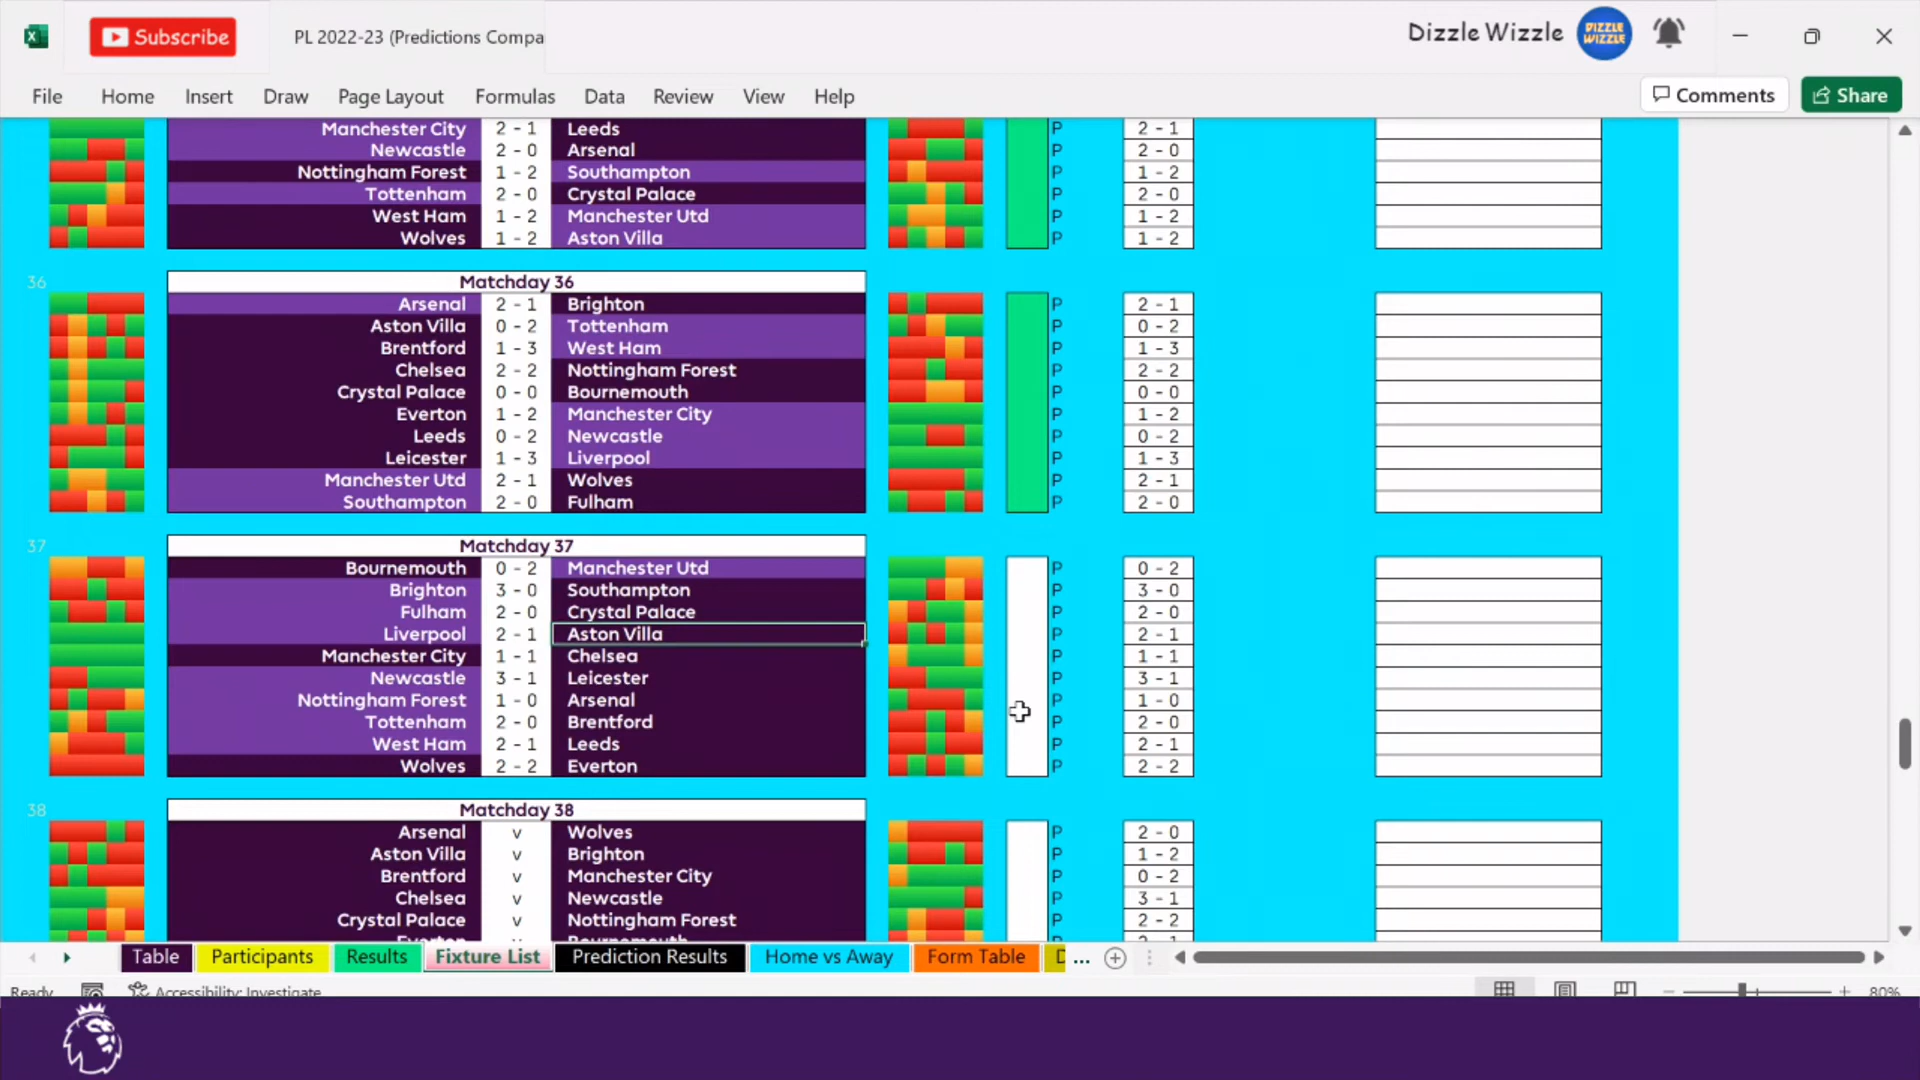 Subscribe
PL 2022-23 (Predictions Compa
Dizzle Wizzle
DIZZLE
WIZZLE
File Home Insert Draw Page Layout Formulas Data Review View Help
Comments Share
Manchester City 2 - 1 Leeds P 2 - 1
Newcastle 2 - 0 Arsenal P 2 - 0
Nottingham Forest 1 - 2 Southampton P 1 - 2
Tottenham 2 - 0 Crystal Palace P 2 - 0
West Ham 1 - 2 Manchester Utd P 1 - 2
Wolves 1 - 2 Aston Villa P 1 - 2
36 Matchday 36
Arsenal 2 - 1 Brighton P 2 - 1
Aston Villa 0 - 2 Tottenham P 0 - 2
Brentford 1 - 3 West Ham P 1 - 3
Chelsea 2 - 2 Nottingham Forest P 2 - 2
Crystal Palace 0 - 0 Bournemouth P 0 - 0
Everton 1 - 2 Manchester City P 1 - 2
Leeds 0 - 2 Newcastle P 0 - 2
Leicester 1 - 3 Liverpool P 1 - 3
Manchester Utd 2 - 1 Wolves P 2 - 1
Southampton 2 - 0 Fulham P 2 - 0
37 Matchday 37
Bournemouth 0 - 2 Manchester Utd P 0 - 2
Brighton 3 - 0 Southampton P 3 - 0
Fulham 2 - 0 Crystal Palace P 2 - 0
Liverpool 2 - 1 Aston Villa P 2 - 1
Manchester City 1 - 1 Chelsea P 1 - 1
Newcastle 3 - 1 Leicester P 3 - 1
Nottingham Forest 1 - 0 Arsenal P 1 - 0
Tottenham 2 - 0 Brentford P 2 - 0
West Ham 2 - 1 Leeds P 2 - 1
Wolves 2 - 2 Everton P 2 - 2
38 Matchday 38
Arsenal v Wolves P 2 - 0
Aston Villa v Brighton P 1 - 2
Brentford v Manchester City P 0 - 2
Chelsea v Newcastle P 3 - 1
Crystal Palace v Nottingham Forest P 2 - 2
Everton v Bournemouth P 2 - 1
Table Participants Results Fixture List Prediction Results Home vs Away Form Table D ...
Ready Accessibility: Investigate 80%